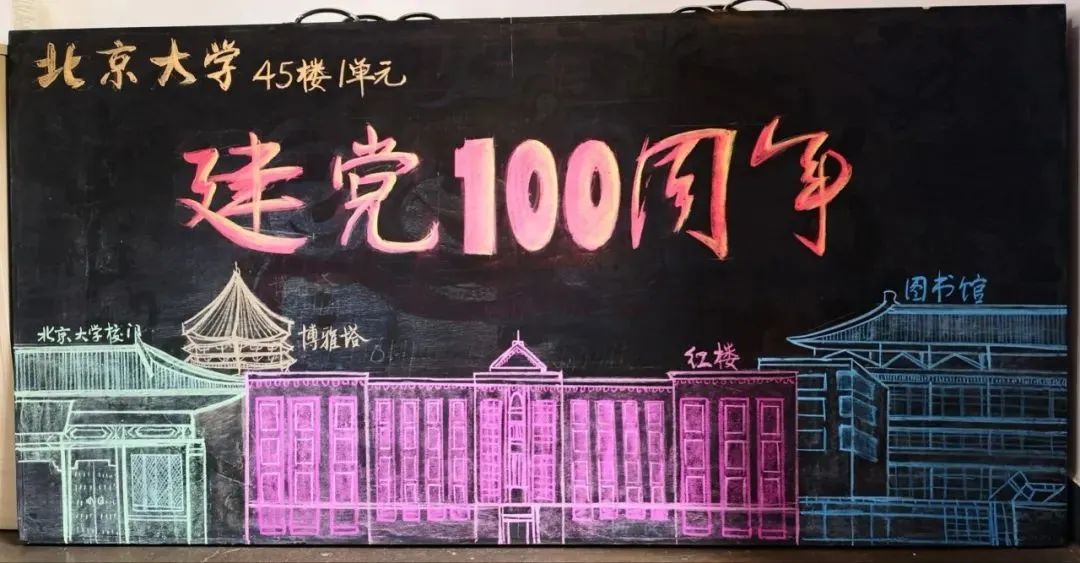 北京大学 45楼1单元
建党100周年
图书馆
北京大学校门
博雅塔
红楼